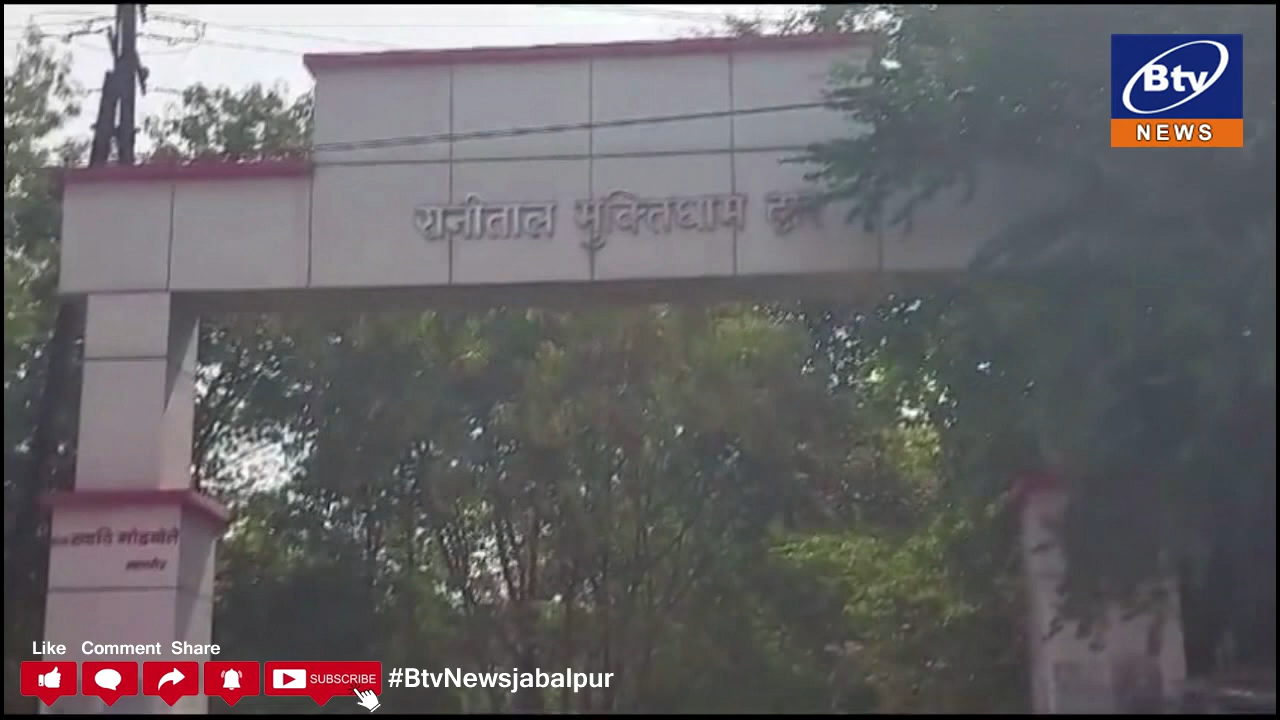 Btv
NEWS
रानीताल मुक्तिधाम
Like Comment Share
SUBSCRIBE
#BtvNewsjabalpur